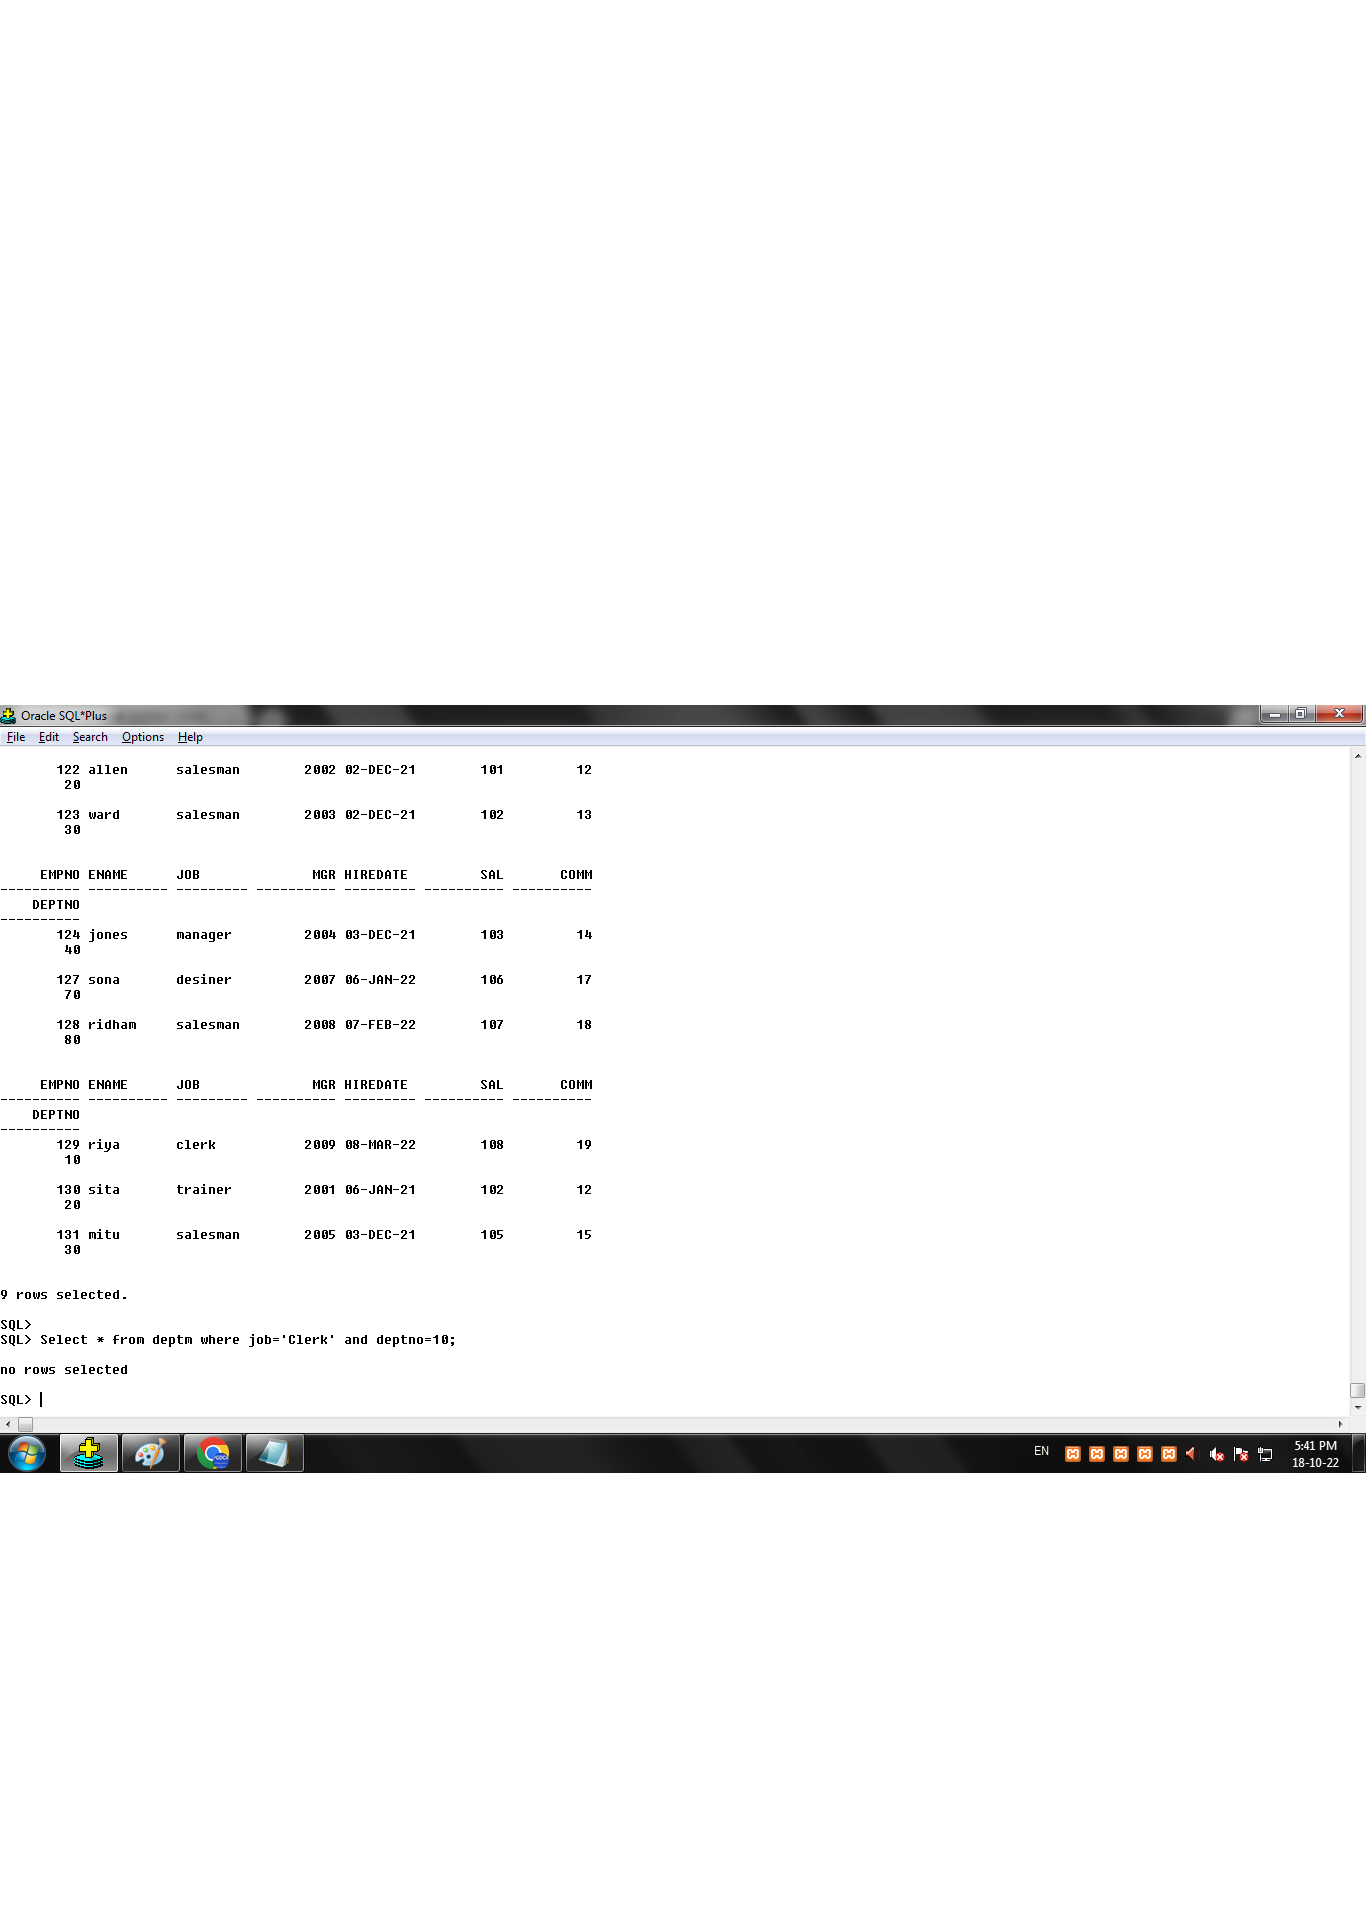 Oracle SQL*Plus
File Edit Search Options Help
122 allen salesman 2002 02-DEC-21 101 12
20
123 ward salesman 2003 02-DEC-21 102 13
30
EMPNO ENAME JOB MGR HIREDATE SAL COMM
---------- ---------- --------- ---------- --------- ---------- ----------
DEPTNO
----------
124 jones manager 2004 03-DEC-21 103 14
40
127 sona desiner 2007 06-JAN-22 106 17
70
128 ridham salesman 2008 07-FEB-22 107 18
80
EMPNO ENAME JOB MGR HIREDATE SAL COMM
---------- ---------- --------- ---------- --------- ---------- ----------
DEPTNO
----------
129 riya clerk 2009 08-MAR-22 108 19
10
130 sita trainer 2001 06-JAN-21 102 12
20
131 mitu salesman 2005 03-DEC-21 105 15
30
9 rows selected.
SQL>
SQL> Select * from deptm where job='Clerk' and deptno=10;
no rows selected
SQL>
EN 5:41 PM
18-10-22